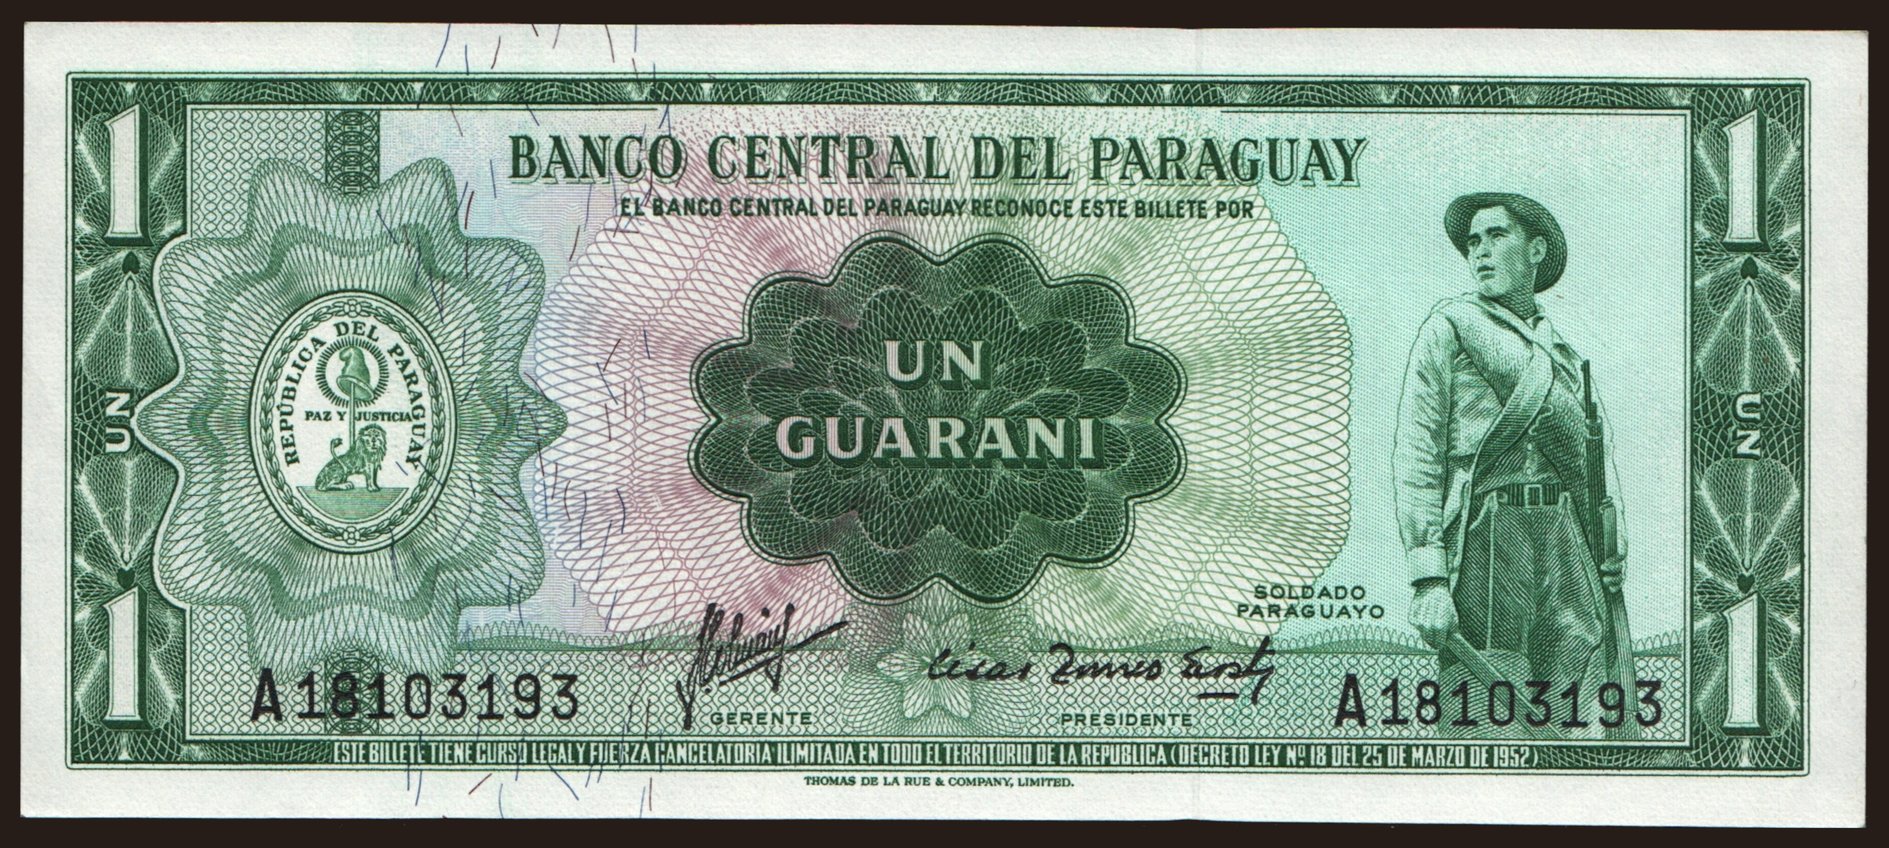 1
1
BANCO CENTRAL DEL PARAGUAY
EL BANCO CENTRAL DEL PARAGUAY RECONOCE ESTE BILLETE POR
REPÚBLICA DEL PARAGUAY
PAZ Y JUSTICIA
UN
UN
GUARANI
UN
SOLDADO
PARAGUAYO
A18103193
A18103193
GERENTE
PRESIDENTE
1
1
ESTE BILLETE TIENE CURSO LEGAL Y FUERZA CANCELATORIA ILIMITADA EN TODO EL TERRITORIO DE LA REPUBLICA (DECRETO LEY Nº 18 DEL 25 DE MARZO DE 1952)
THOMAS DE LA RUE & COMPANY, LIMITED.